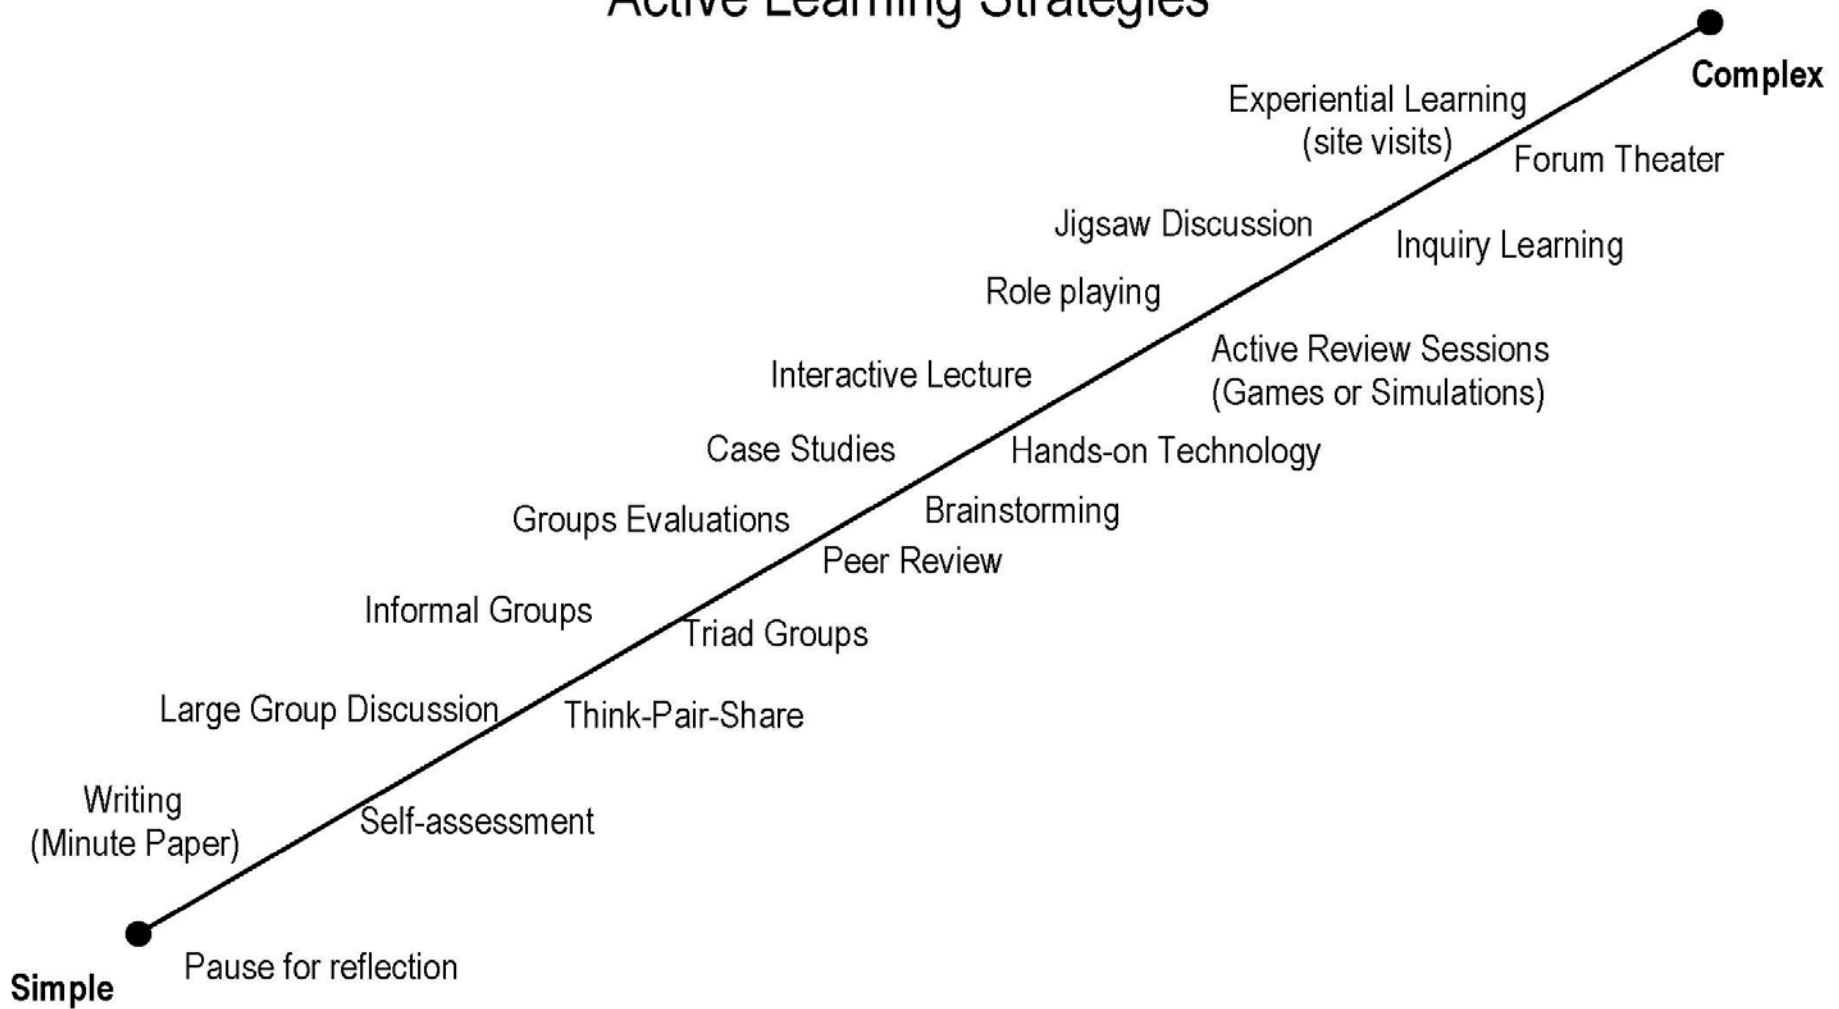 Active Learning Strategies
Complex
Experiential Learning
(site visits)
Forum Theater
Jigsaw Discussion
Inquiry Learning
Role playing
Active Review Sessions
(Games or Simulations)
Interactive Lecture
Case Studies
Hands-on Technology
Groups Evaluations
Brainstorming
Peer Review
Informal Groups
Triad Groups
Large Group Discussion
Think-Pair-Share
Writing
(Minute Paper)
Self-assessment
Pause for reflection
Simple